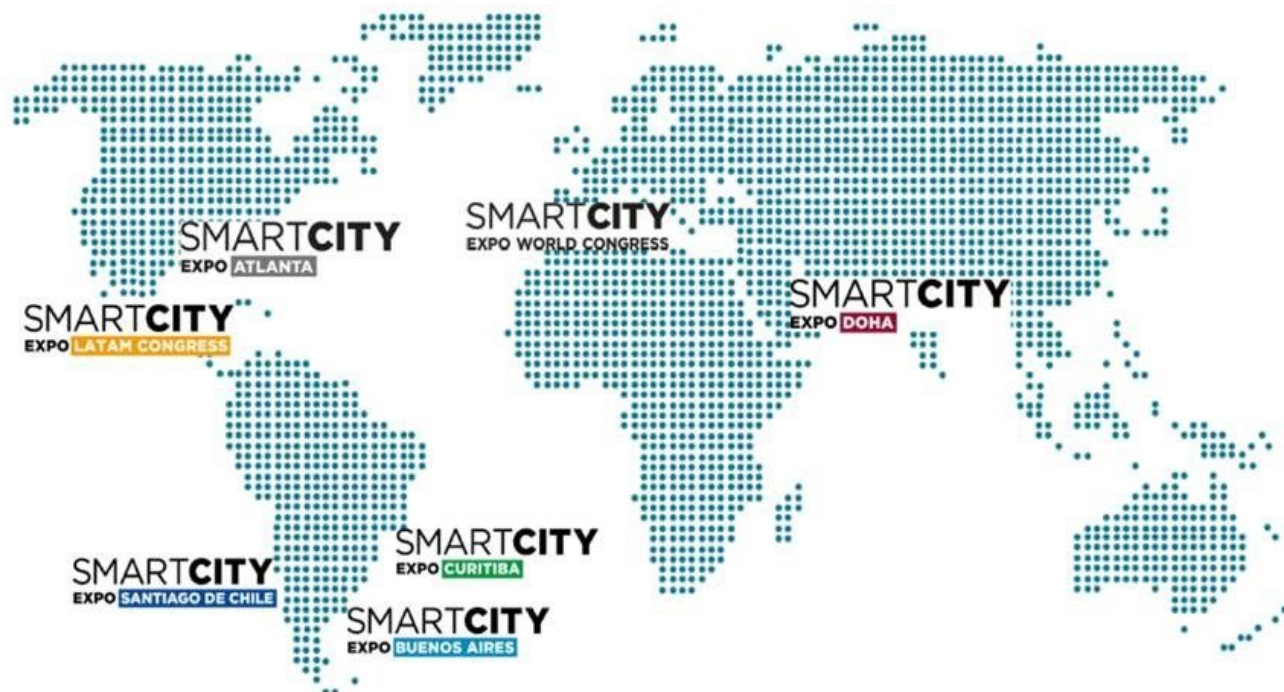 SMARTCITY
EXPO ATLANTA
SMARTCITY
EXPO WORLD CONGRESS
SMARTCITY
EXPO DOHA
SMARTCITY
EXPO LATAM CONGRESS
SMARTCITY
EXPO CURITIBA
SMARTCITY
EXPO SANTIAGO DE CHILE
SMARTCITY
EXPO BUENOS AIRES